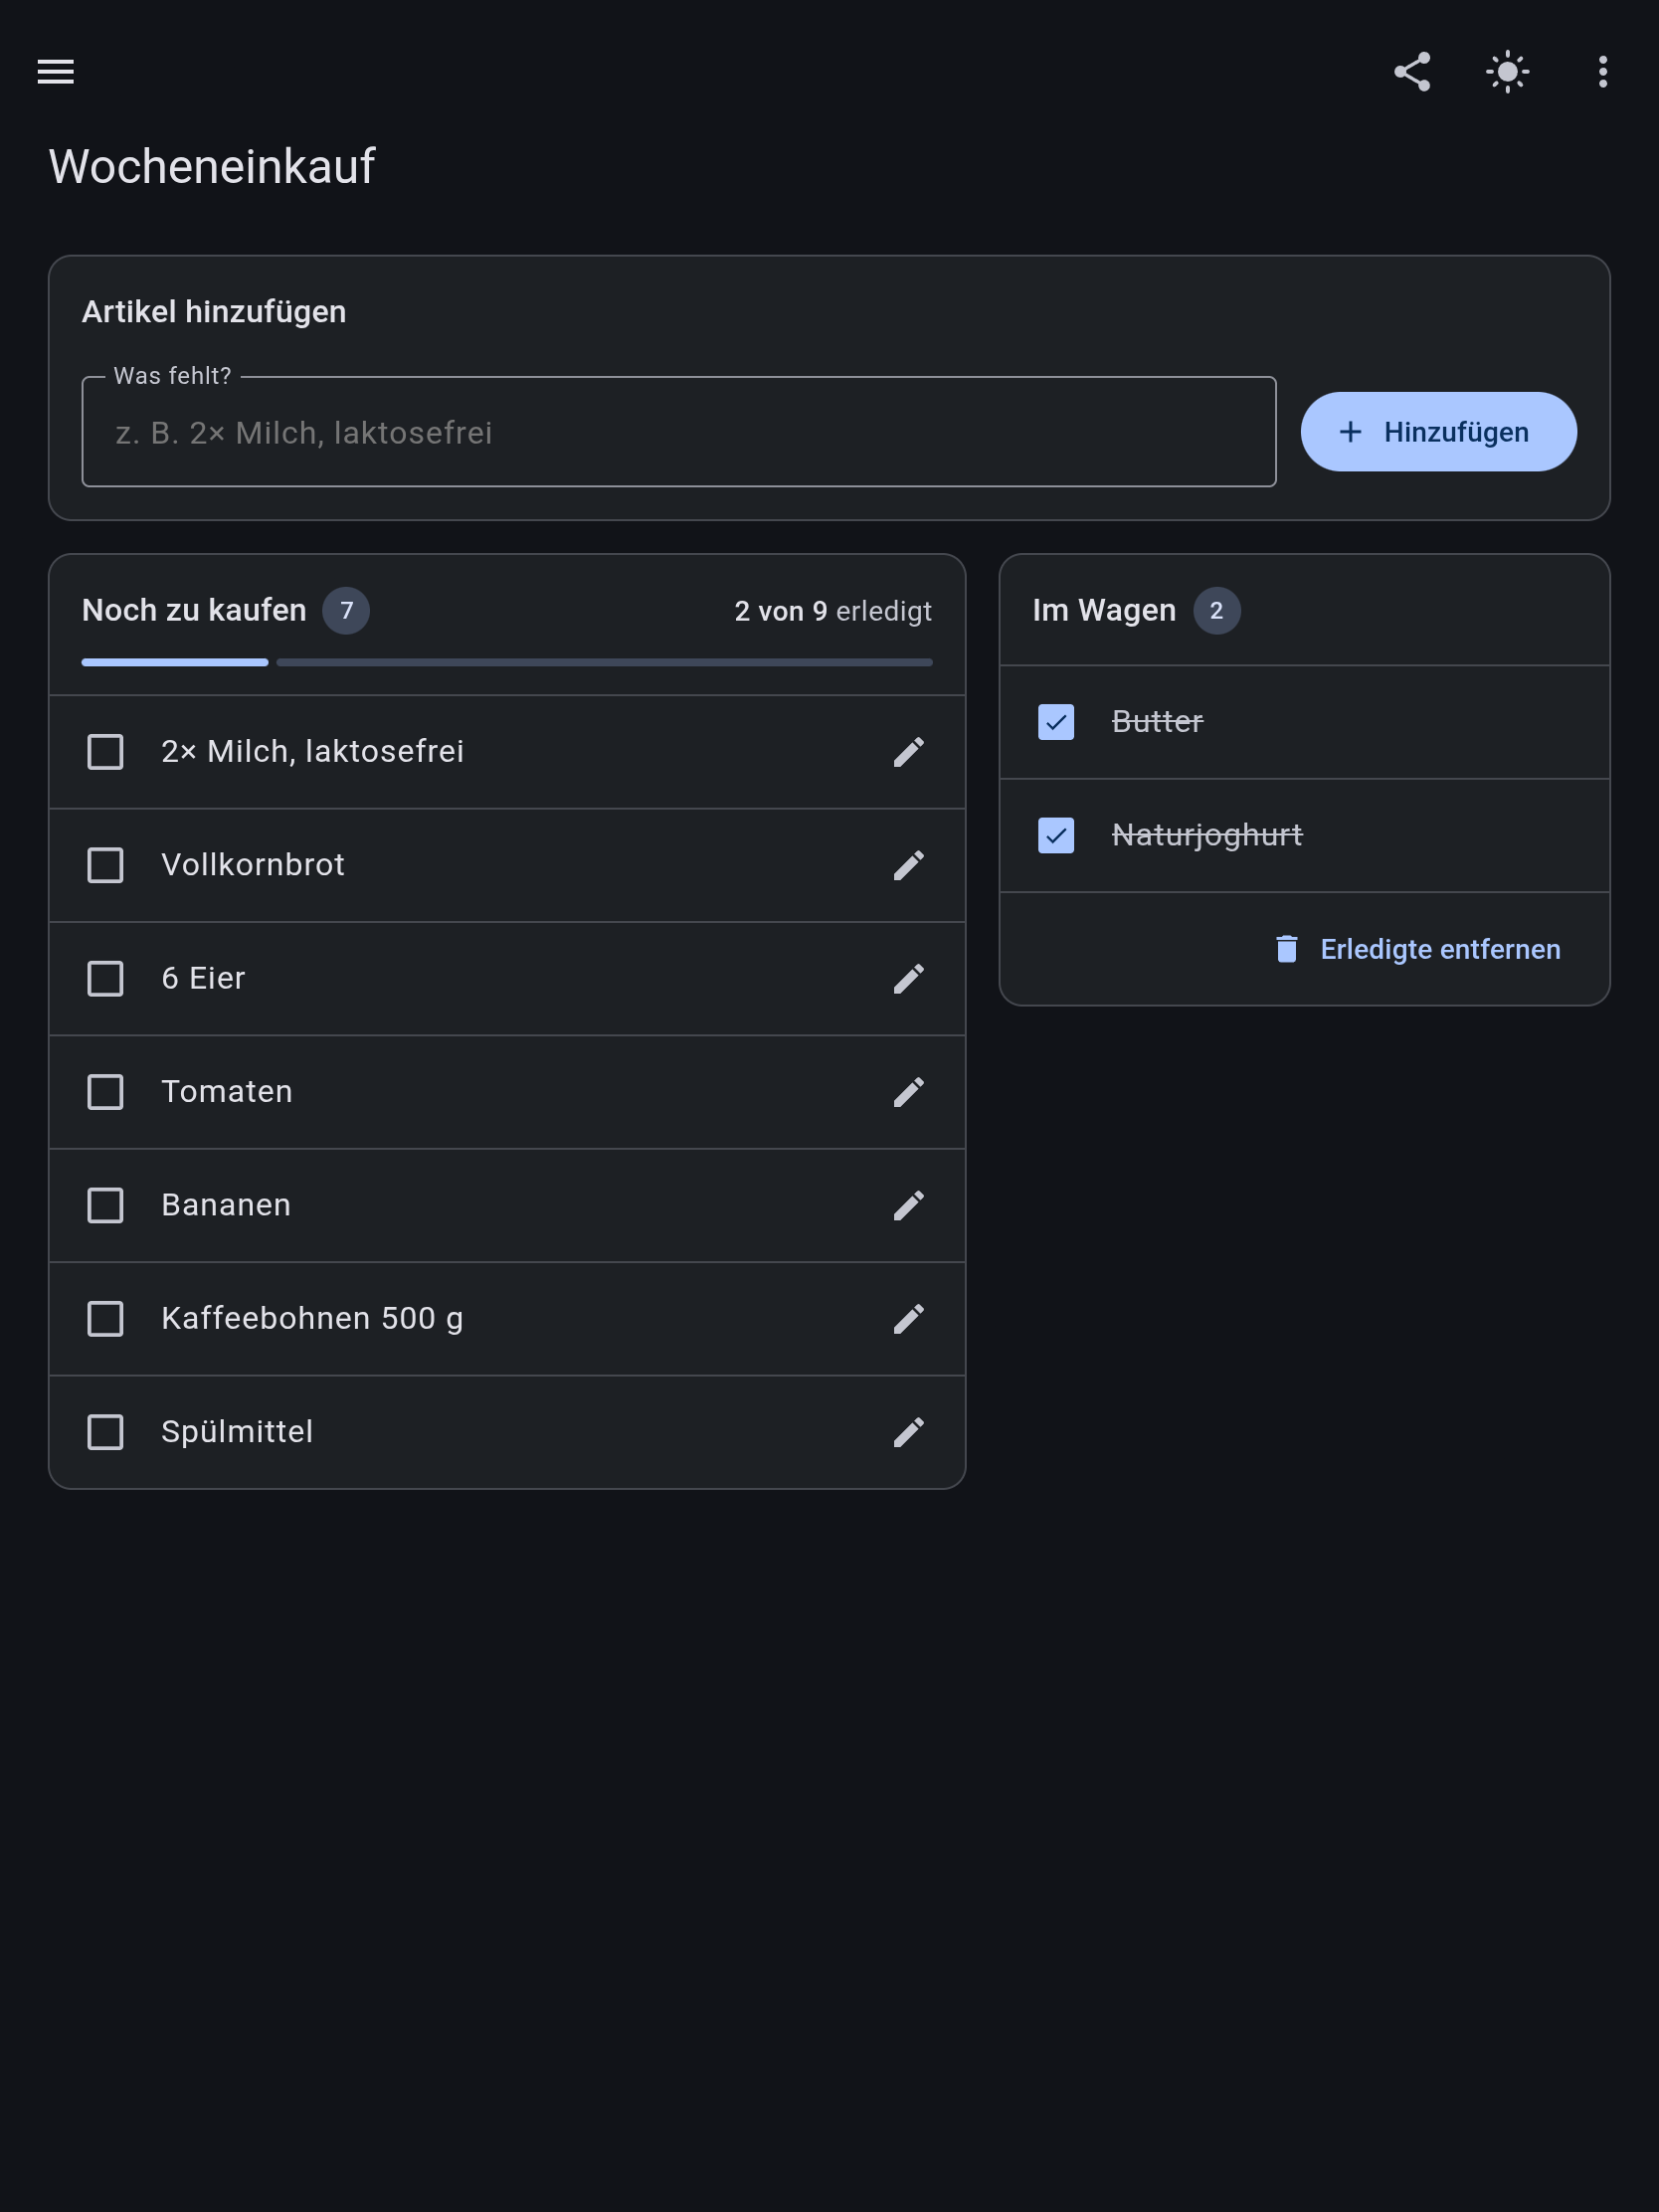 Wocheneinkauf
Artikel hinzufügen
Was fehlt?
z. B. 2× Milch, laktosefrei
Hinzufügen
Noch zu kaufen 7
2 von 9 erledigt
2× Milch, laktosefrei
Vollkornbrot
6 Eier
Tomaten
Bananen
Kaffeebohnen 500 g
Spülmittel
Im Wagen 2
Butter
Naturjoghurt
Erledigte entfernen